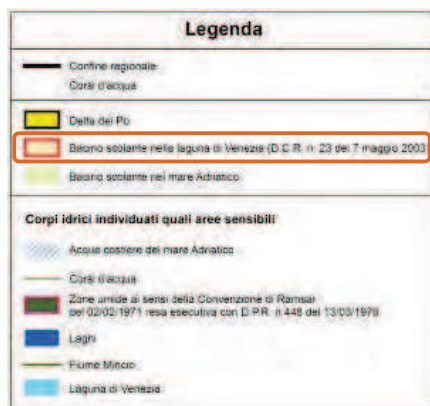 Legenda
Confine regionale
Corsi d'acqua
Delta del Po
Bacino scolante nella laguna di Venezia (D.C.R. n. 23 del 7 maggio 2003)
Bacino scolante nel mare Adriatico
Corpi idrici individuati quali aree sensibili
Acque costiere del mare Adriatico
Corsi d'acqua
Zone umide ai sensi della Convenzione di Ramsar
del 02/02/1971 resa esecutiva con D.P.R. n 448 del 13/03/1976
Laghi
Fiume Mincio
Laguna di Venezia